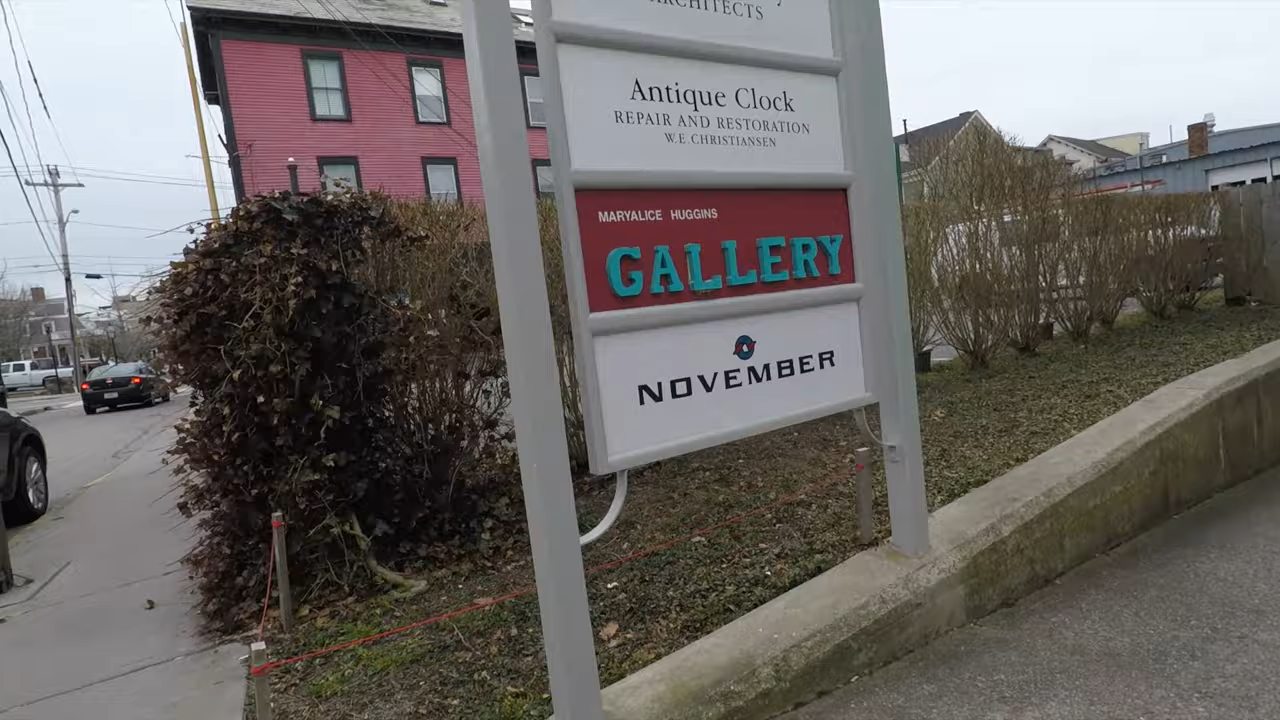 ARCHITECTS
Antique Clock
REPAIR AND RESTORATION
W.E. CHRISTIANSEN
MARYALICE HUGGINS
GALLERY
NOVEMBER